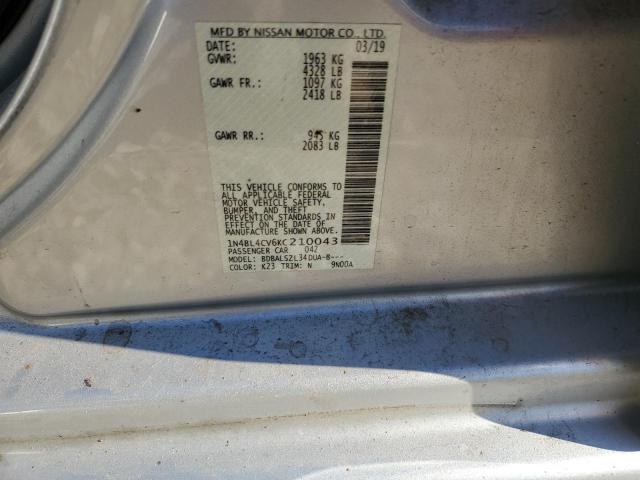 MFD BY NISSAN MOTOR CO., LTD.
DATE: 03/19
GVWR: 1963 KG
4328 LB
GAWR FR.: 1097 KG
2418 LB
GAWR RR.: 945 KG
2083 LB
THIS VEHICLE CONFORMS TO
ALL APPLICABLE FEDERAL
MOTOR VEHICLE SAFETY,
BUMPER, AND THEFT
PREVENTION STANDARDS IN
EFFECT ON THE DATE OF
MANUFACTURE SHOWN ABOVE.
1N4BL4CV6KC210043
PASSENGER CAR 042
MODEL: BDBALSZL34DUA-B---
COLOR: K23 TRIM: N 9N00A